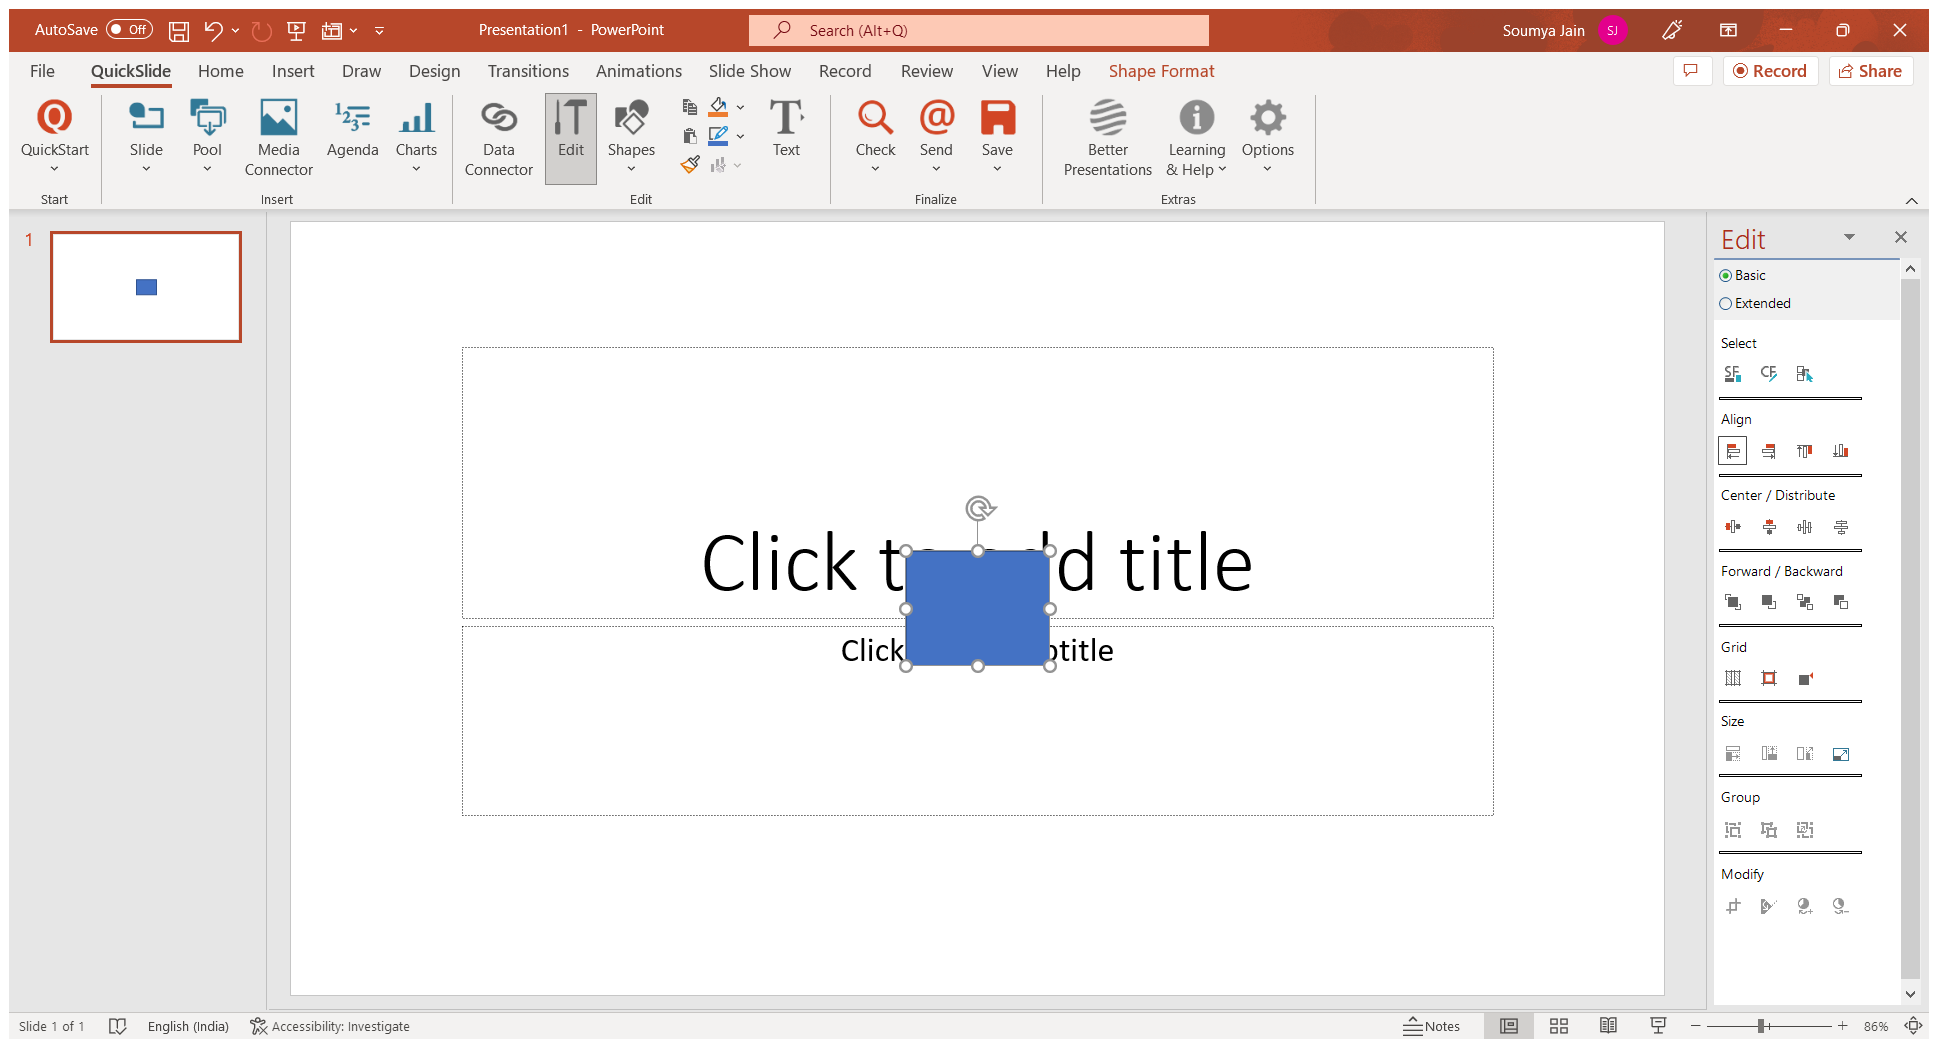 AutoSave Off Presentation1 - PowerPoint Search (Alt+Q) Soumya Jain SJ
File QuickSlide Home Insert Draw Design Transitions Animations Slide Show Record Review View Help Shape Format Record Share
QuickStart Slide Pool Media Connector Agenda Charts Data Connector Edit Shapes Text Check Send Save Better Presentations Learning & Help Options
Start Insert Edit Finalize Extras
1
Click to add title
Click
btitle
Edit
Basic
Extended
Select
SF CF
Align
Center / Distribute
Forward / Backward
Grid
Size
Group
Modify
Slide 1 of 1 English (India) Accessibility: Investigate Notes 86%